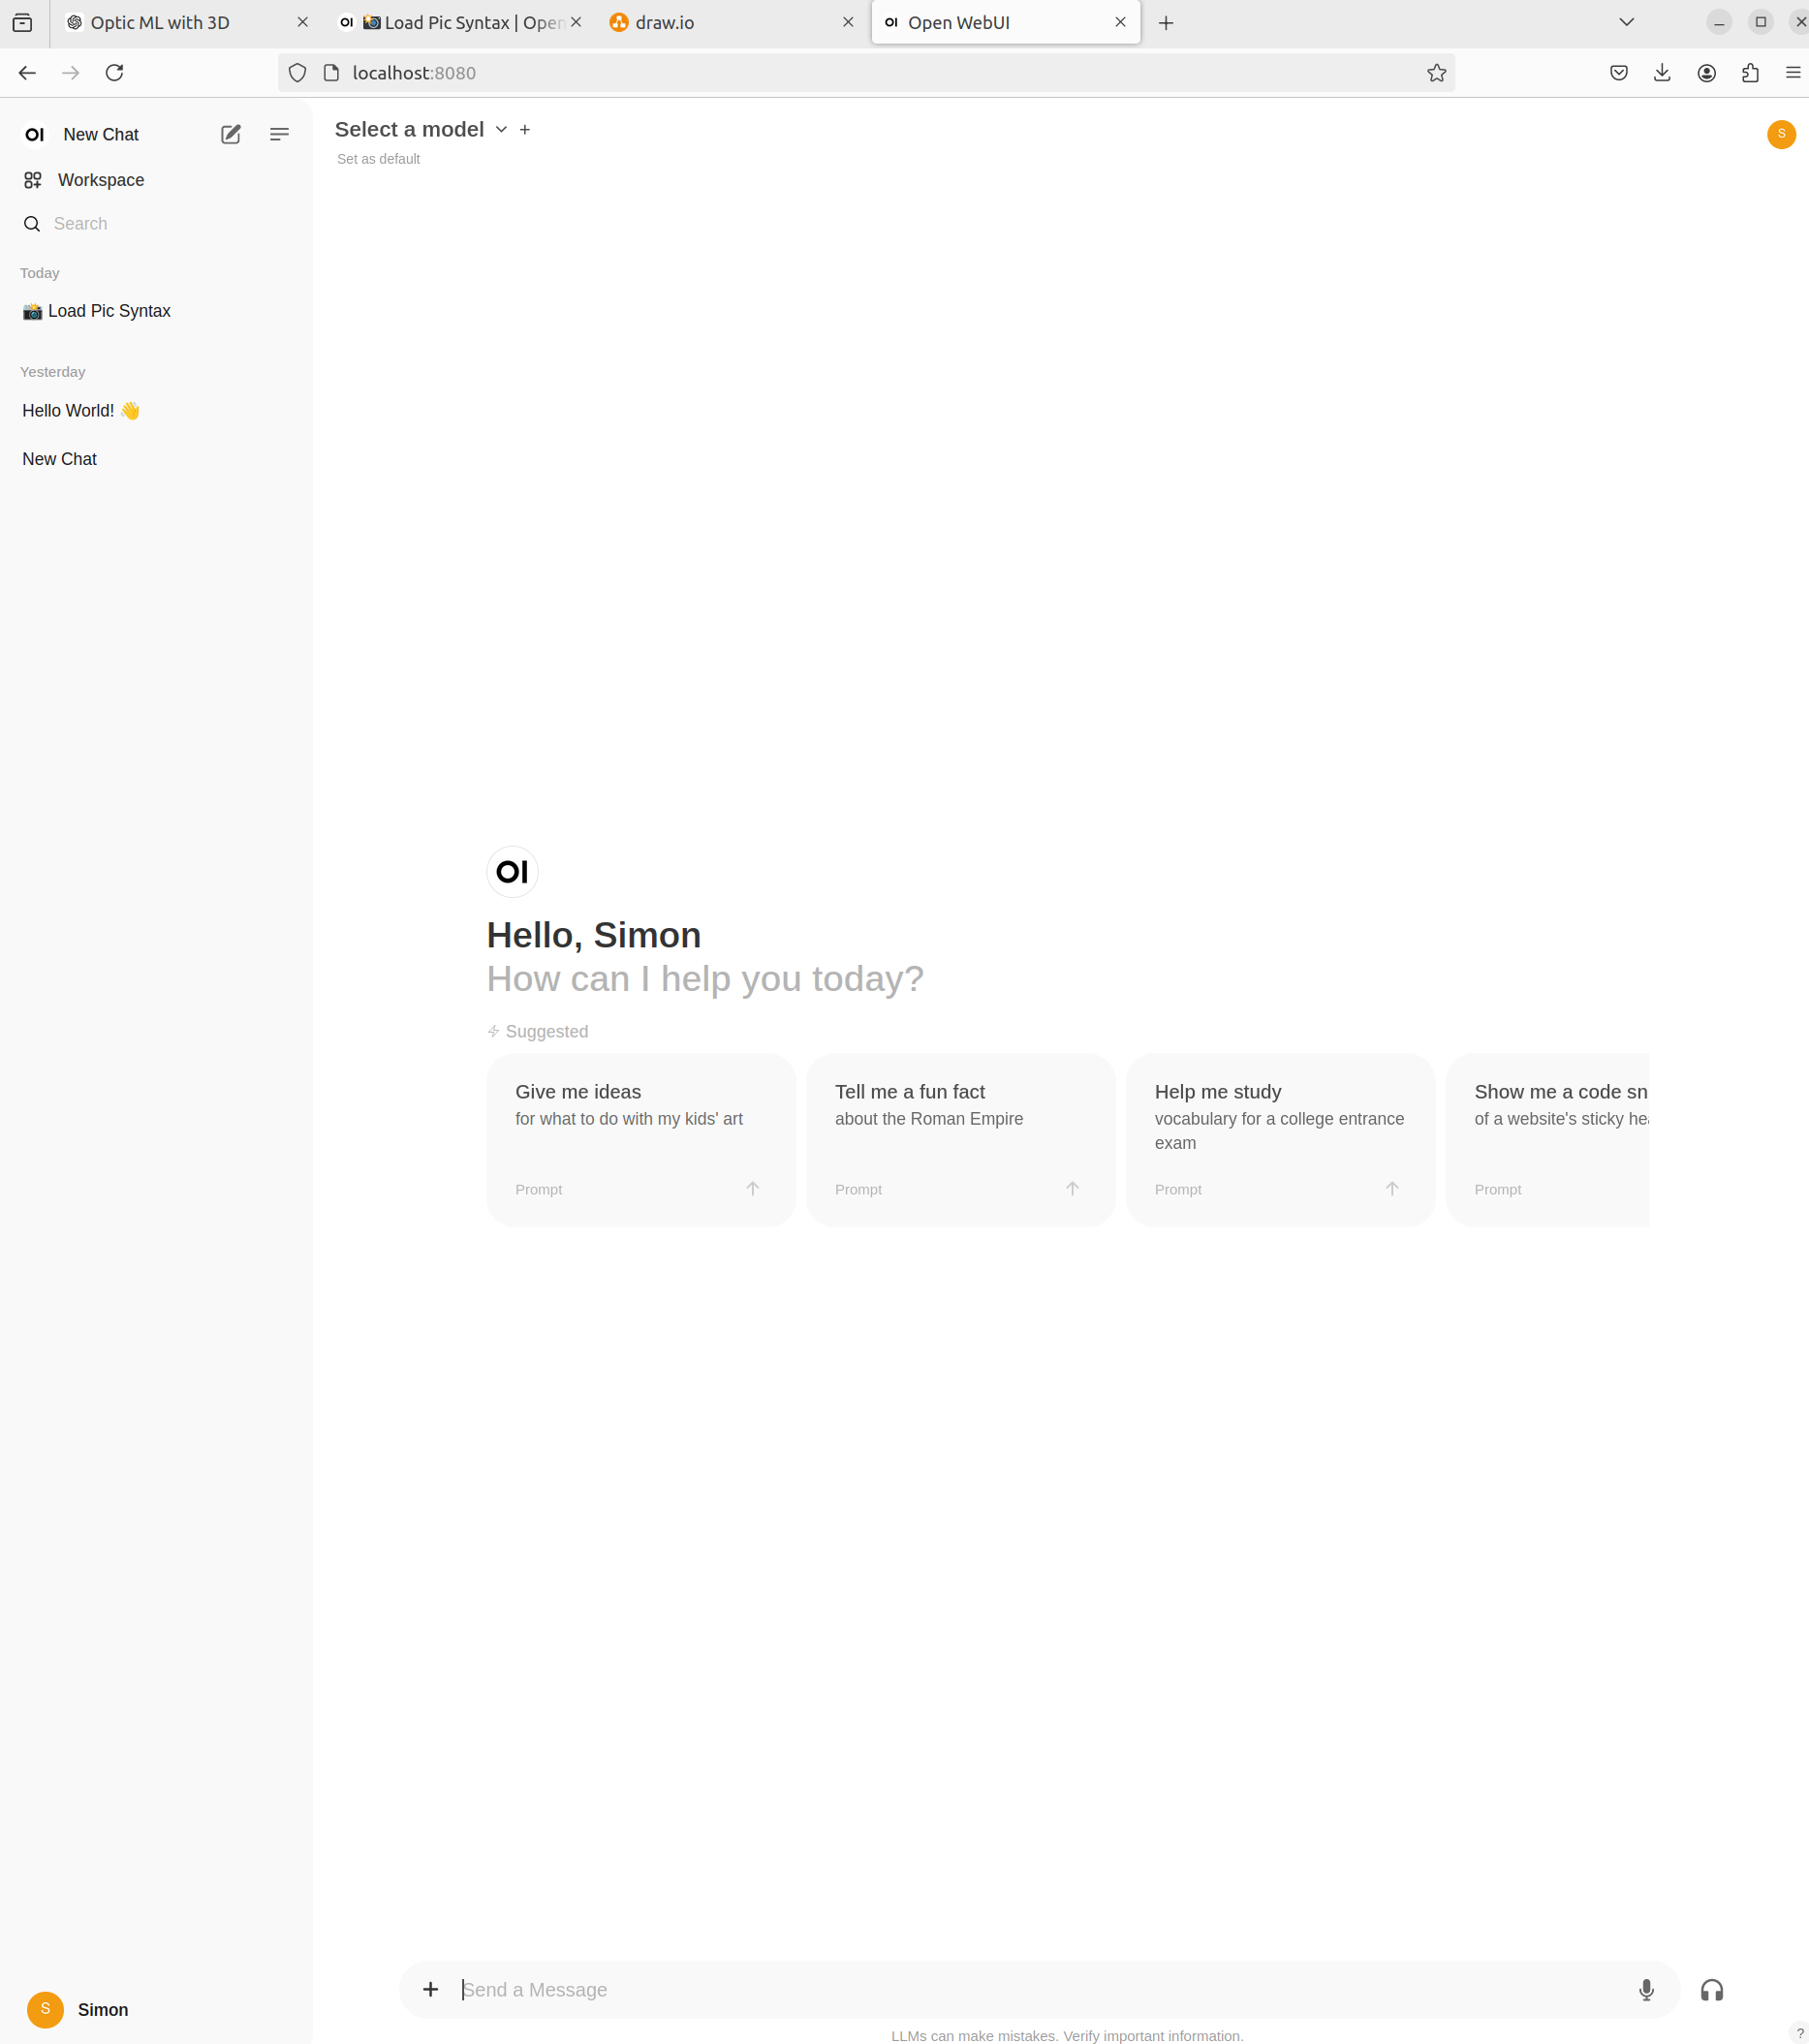 Optic ML with 3D
OI 📸 Load Pic Syntax | Open
draw.io
OI Open WebUI
localhost:8080
OI New Chat
Select a model
Set as default
S
Workspace
Search
Today
📸 Load Pic Syntax
Yesterday
Hello World! 👋
New Chat
OI
Hello, Simon
How can I help you today?
Suggested
Give me ideas
for what to do with my kids' art
Prompt
Tell me a fun fact
about the Roman Empire
Prompt
Help me study
vocabulary for a college entrance
exam
Prompt
Show me a code sn
of a website's sticky hea
Prompt
Send a Message
S Simon
LLMs can make mistakes. Verify important information.
?